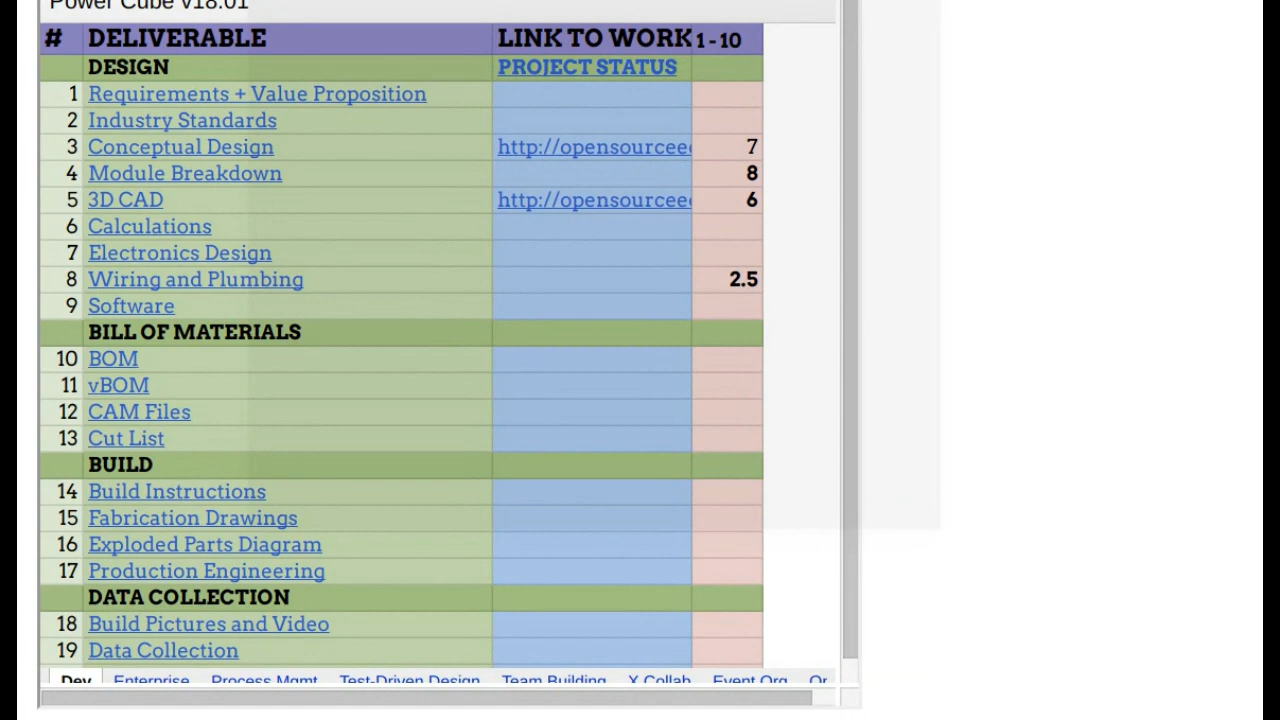 Power Cube v18.01
# DELIVERABLE LINK TO WORK 1 - 10
DESIGN PROJECT STATUS
1 Requirements + Value Proposition
2 Industry Standards
3 Conceptual Design http://opensourcee 7
4 Module Breakdown 8
5 3D CAD http://opensourcee 6
6 Calculations
7 Electronics Design
8 Wiring and Plumbing 2.5
9 Software
BILL OF MATERIALS
10 BOM
11 vBOM
12 CAM Files
13 Cut List
BUILD
14 Build Instructions
15 Fabrication Drawings
16 Exploded Parts Diagram
17 Production Engineering
DATA COLLECTION
18 Build Pictures and Video
19 Data Collection
Dev Enterprise Process Mgmt Test-Driven Design Team Building X Collab Event Org Or